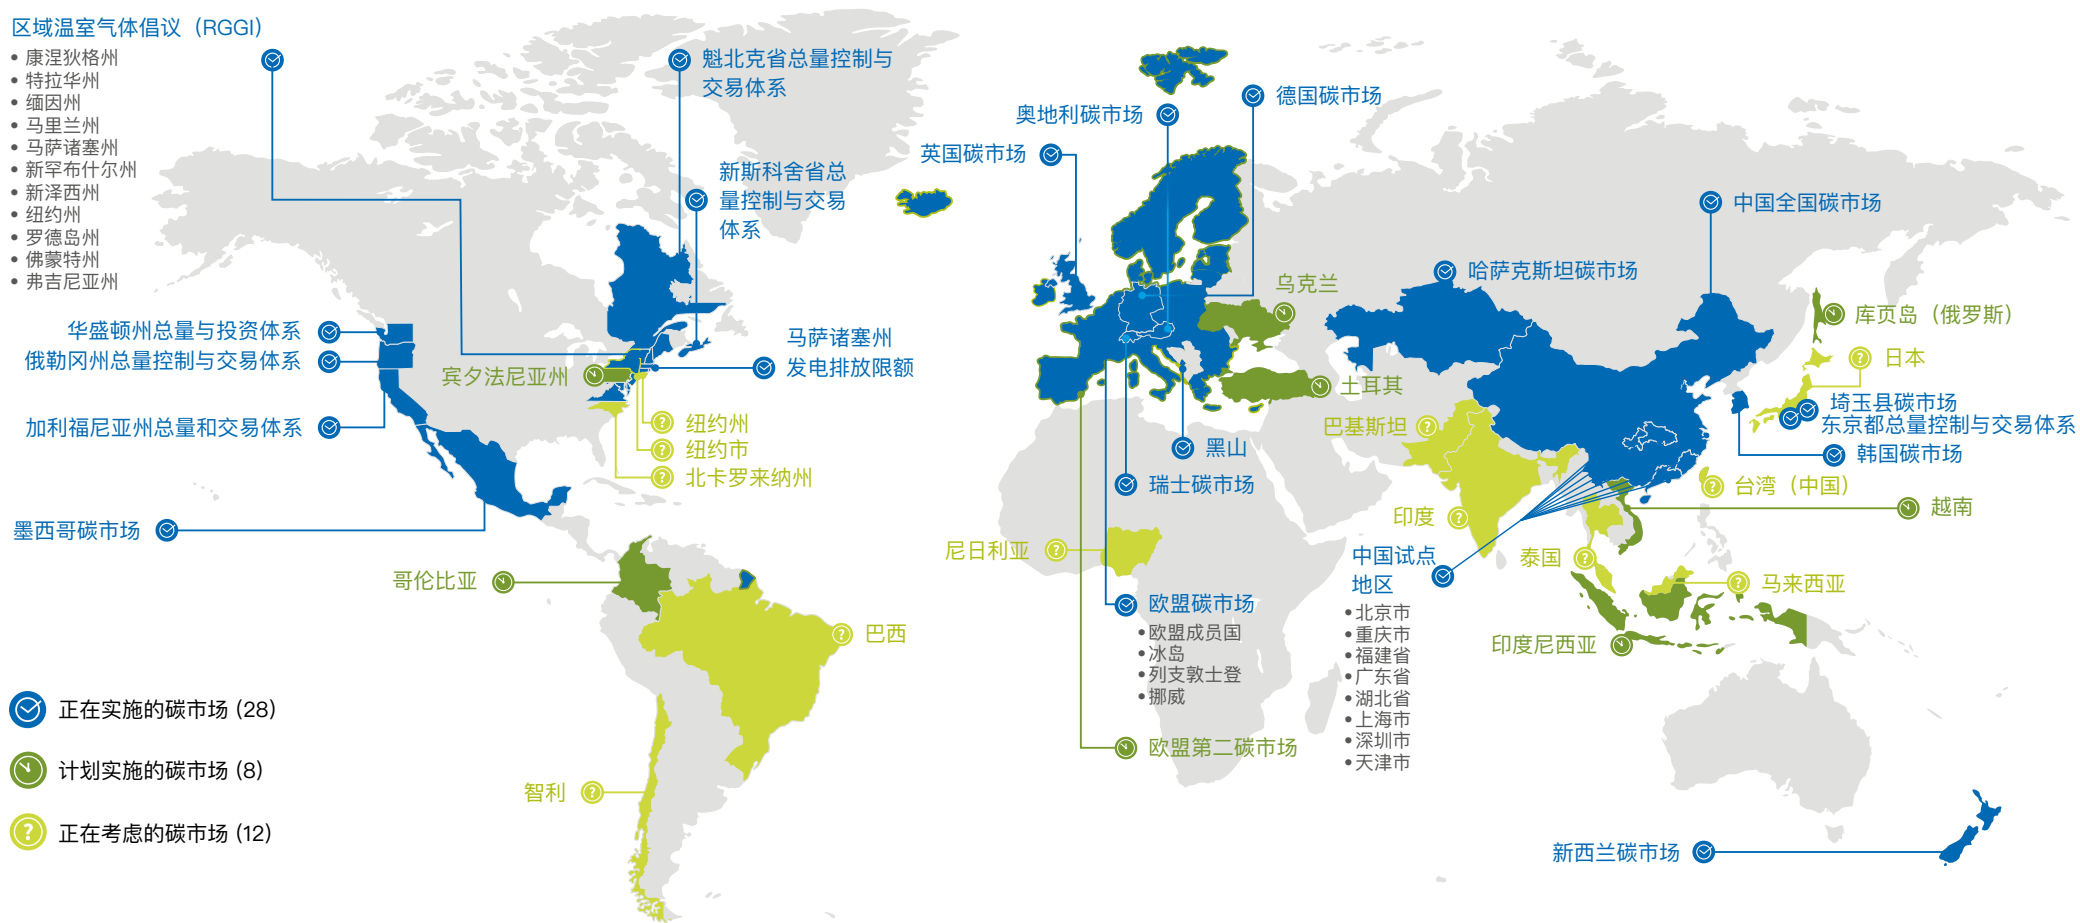 区域温室气体倡议（RGGI）
• 康涅狄格州
• 特拉华州
• 缅因州
• 马里兰州
• 马萨诸塞州
• 新罕布什尔州
• 新泽西州
• 纽约州
• 罗德岛州
• 佛蒙特州
• 弗吉尼亚州
魁北克省总量控制与
交易体系
新斯科舍省总
量控制与交易
体系
华盛顿州总量与投资体系
俄勒冈州总量控制与交易体系
加利福尼亚州总量和交易体系
墨西哥碳市场
宾夕法尼亚州
马萨诸塞州
发电排放限额
纽约州
纽约市
北卡罗来纳州
哥伦比亚
巴西
智利
英国碳市场
奥地利碳市场
德国碳市场
乌克兰
土耳其
黑山
瑞士碳市场
尼日利亚
欧盟碳市场
• 欧盟成员国
• 冰岛
• 列支敦士登
• 挪威
欧盟第二碳市场
哈萨克斯坦碳市场
中国全国碳市场
库页岛（俄罗斯）
日本
埼玉县碳市场
东京都总量控制与交易体系
韩国碳市场
巴基斯坦
印度
台湾（中国）
越南
泰国
马来西亚
印度尼西亚
中国试点
地区
• 北京市
• 重庆市
• 福建省
• 广东省
• 湖北省
• 上海市
• 深圳市
• 天津市
新西兰碳市场
正在实施的碳市场 (28)
计划实施的碳市场 (8)
正在考虑的碳市场 (12)